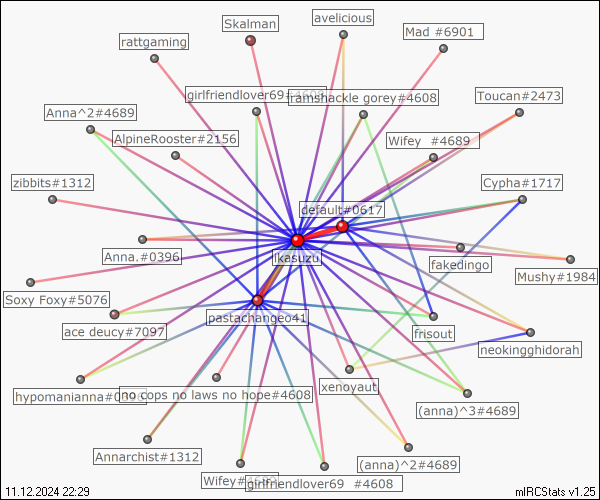 avelicious
Skalman
Mad #6901
rattgaming
girlfriendlover69#4608
ramshackle gorey#4608
Toucan#2473
Anna^2#4689
AlpineRooster#2156
Wifey #4689
zibbits#1312
Cypha#1717
default#0617
Anna.#0396
ikasuzu
fakedingo
Mushy#1984
Soxy Foxy#5076
ace deucy#7097
pastachangeo41
frisout
neokingghidorah
hypomanianna
no cops no laws no hope#4608
xenoyaut
(anna)^3#4689
Annarchist#1312
(anna)^2#4689
Wifey
girlfriendlover69 #4608
11.12.2024 22:29
mIRCStats v1.25